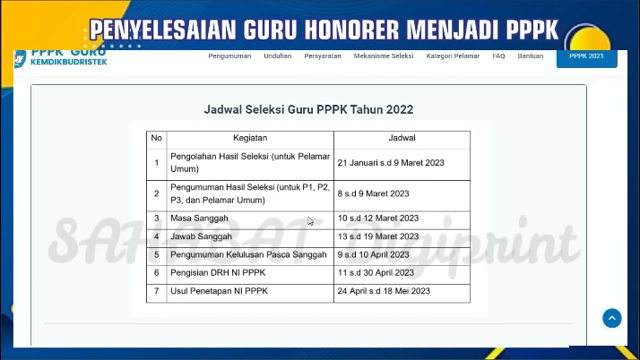 PENYELESAIAN GURU HONORER MENJADI PPPK
PPPK GURU
KEMDIKBUDRISTEK
Pengumuman Unduhan Persyaratan Mekanisme Seleksi Kategori Pelamar FAQ Bantuan PPPK 2021
Jadwal Seleksi Guru PPPK Tahun 2022
No Kegiatan Jadwal
1 Pengolahan Hasil Seleksi (untuk Pelamar Umum) 21 Januari s.d 9 Maret 2023
2 Pengumuman Hasil Seleksi (untuk P1, P2, P3, dan Pelamar Umum) 8 s.d 9 Maret 2023
3 Masa Sanggah 10 s.d 12 Maret 2023
4 Jawab Sanggah 13 s.d 19 Maret 2023
5 Pengumuman Kelulusan Pasca Sanggah 9 s.d 10 April 2023
6 Pengisian DRH NI PPPK 11 s.d 30 April 2023
7 Usul Penetapan NI PPPK 24 April s.d 18 Mei 2023
SAHABAT Digiprint